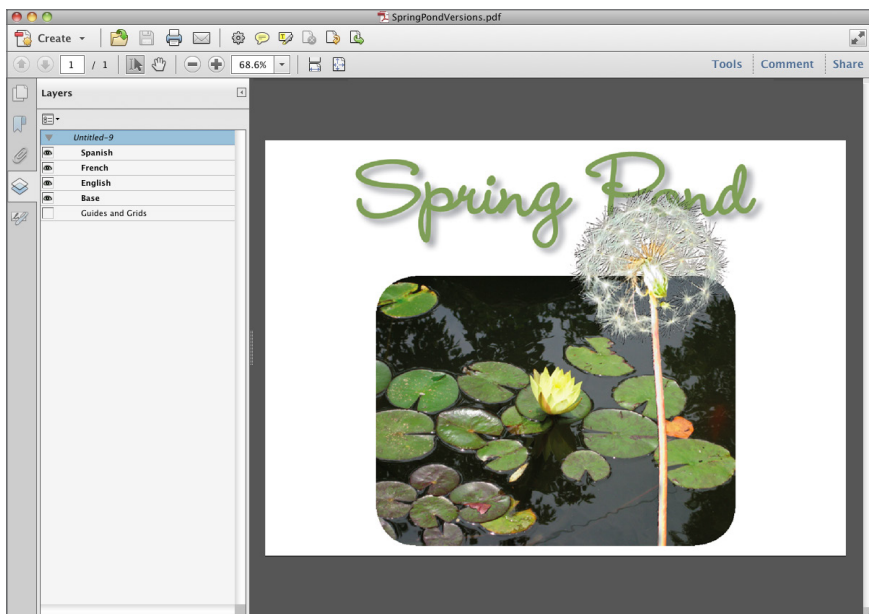 SpringPondVersions.pdf
Create
1 / 1
68.6%
Tools Comment Share
Layers
Untitled-9
Spanish
French
English
Base
Guides and Grids
Spring Pond